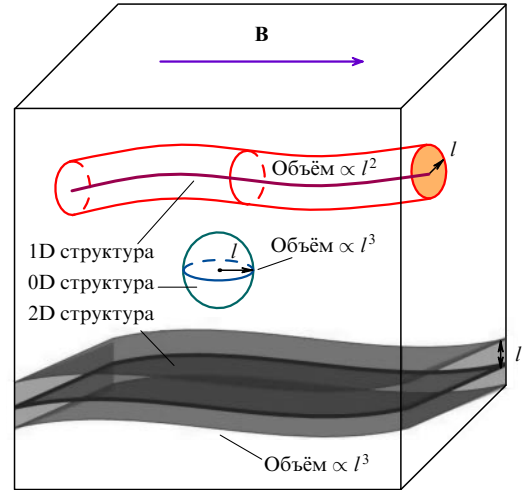 B
Объём ∝ l²
l
1D структура
l
Объём ∝ l³
0D структура
2D структура
l
Объём ∝ l³